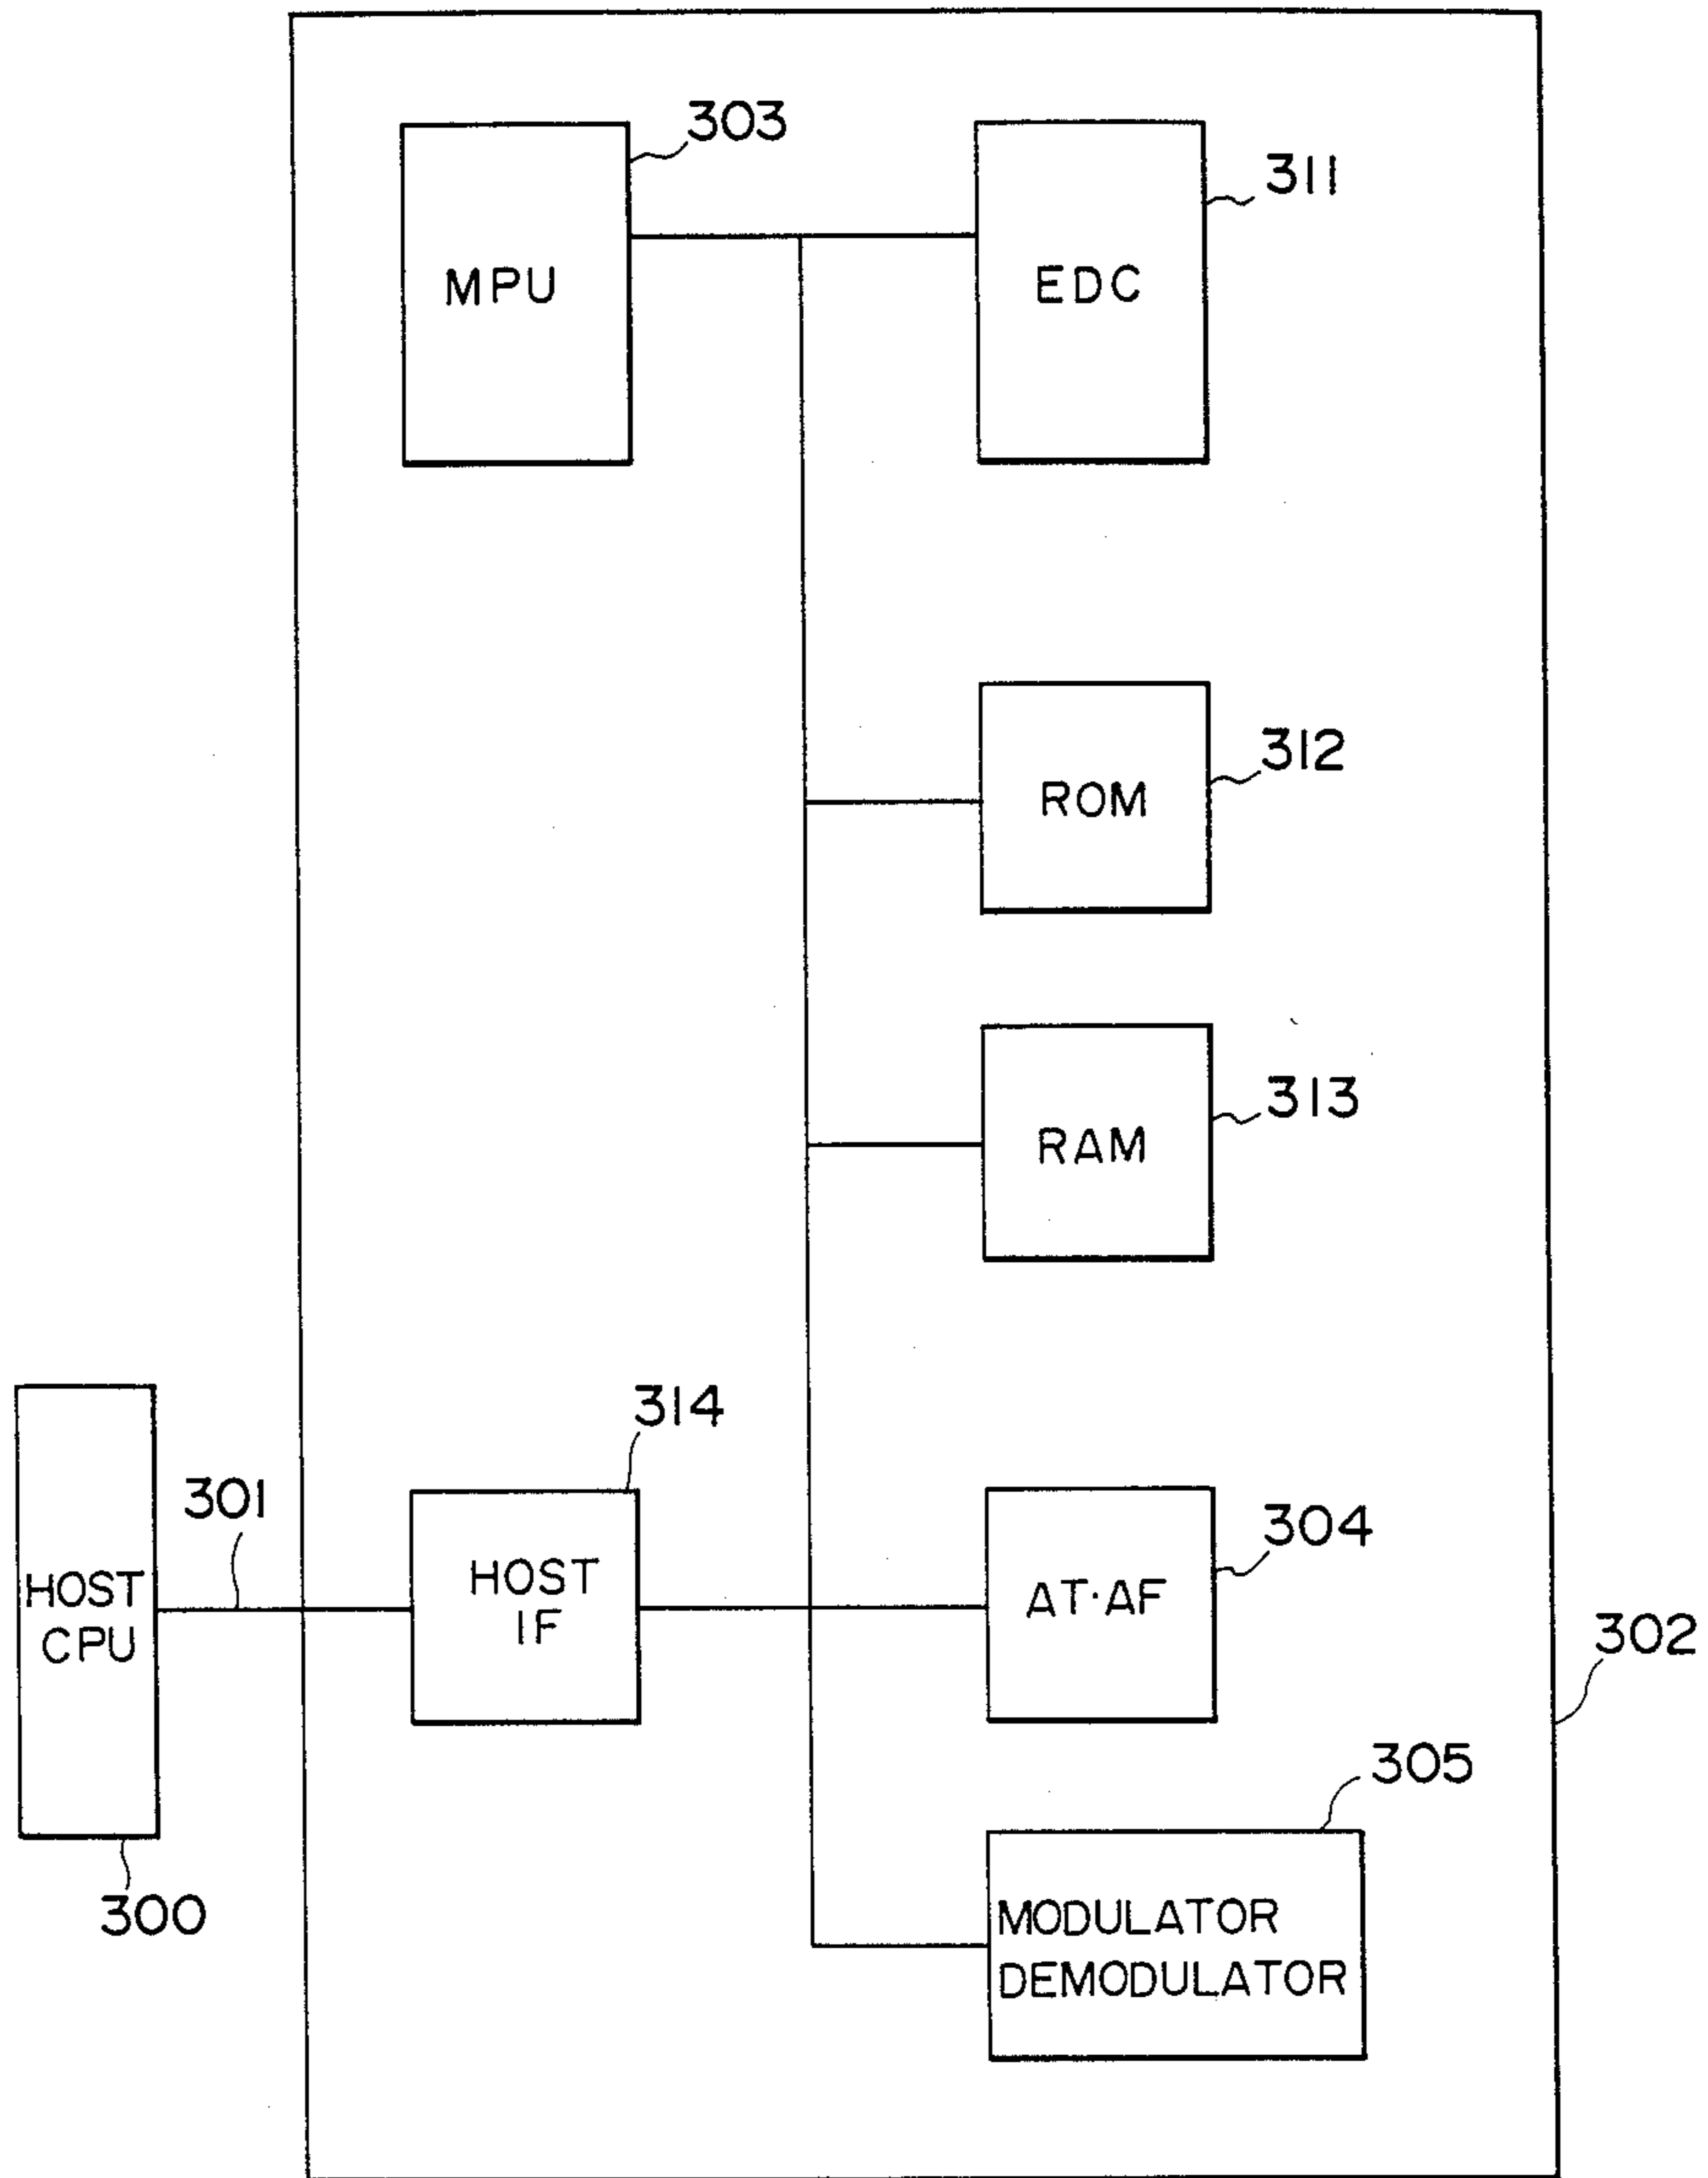 303
311
MPU
EDC
312
ROM
313
RAM
314
301
304
HOST
CPU
HOST
IF
AT·AF
302
305
300
MODULATOR
DEMODULATOR